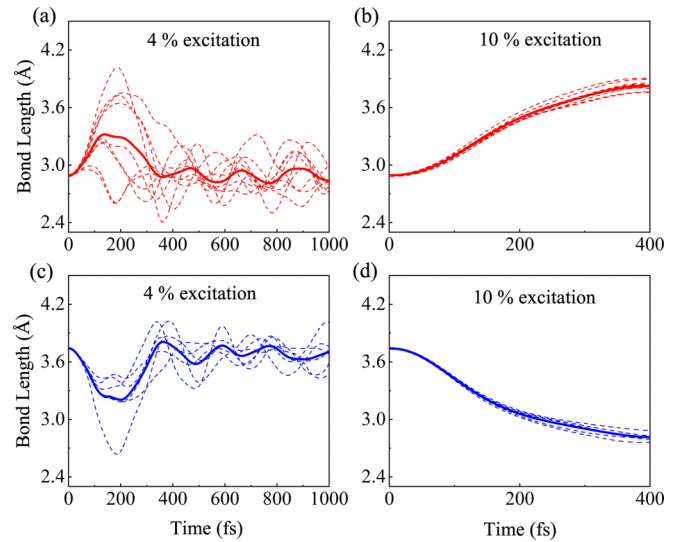 (a)
4 % excitation
(b)
10 % excitation
Bond Length (Å)
4.2
3.6
3.0
2.4
0 200 400 600 800 1000
4.2
3.6
3.0
2.4
0 200 400
(c)
4 % excitation
(d)
10 % excitation
Bond Length (Å)
4.2
3.6
3.0
2.4
0 200 400 600 800 1000
Time (fs)
4.2
3.6
3.0
2.4
0 200 400
Time (fs)